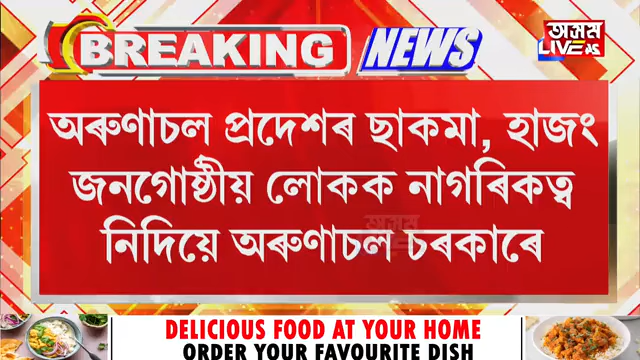 BREAKING NEWS
অসম
LIVE AS
অৰুণাচল প্ৰদেশৰ ছাকমা, হাজং
জনগোষ্ঠীয় লোকক নাগৰিকত্ব
নিদিয়ে অৰুণাচল চৰকাৰে
DELICIOUS FOOD AT YOUR HOME
ORDER YOUR FAVOURITE DISH